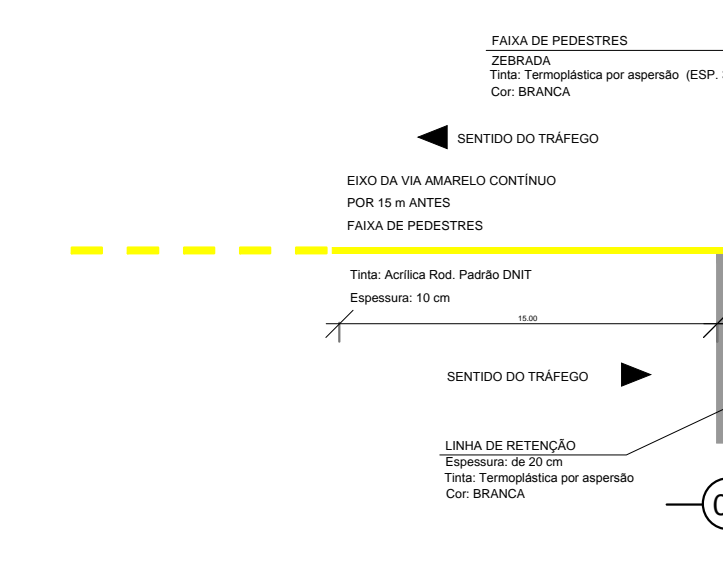 FAIXA DE PEDESTRES
ZEBRADA
Tinta: Termoplástica por aspersão (ESP.
Cor: BRANCA
SENTIDO DO TRÁFEGO
EIXO DA VIA AMARELO CONTÍNUO
POR 15 m ANTES
FAIXA DE PEDESTRES
Tinta: Acrílica Rod. Padrão DNIT
Espessura: 10 cm
15.00
SENTIDO DO TRÁFEGO
LINHA DE RETENÇÃO
Espessura: de 20 cm
Tinta: Termoplástica por aspersão
Cor: BRANCA